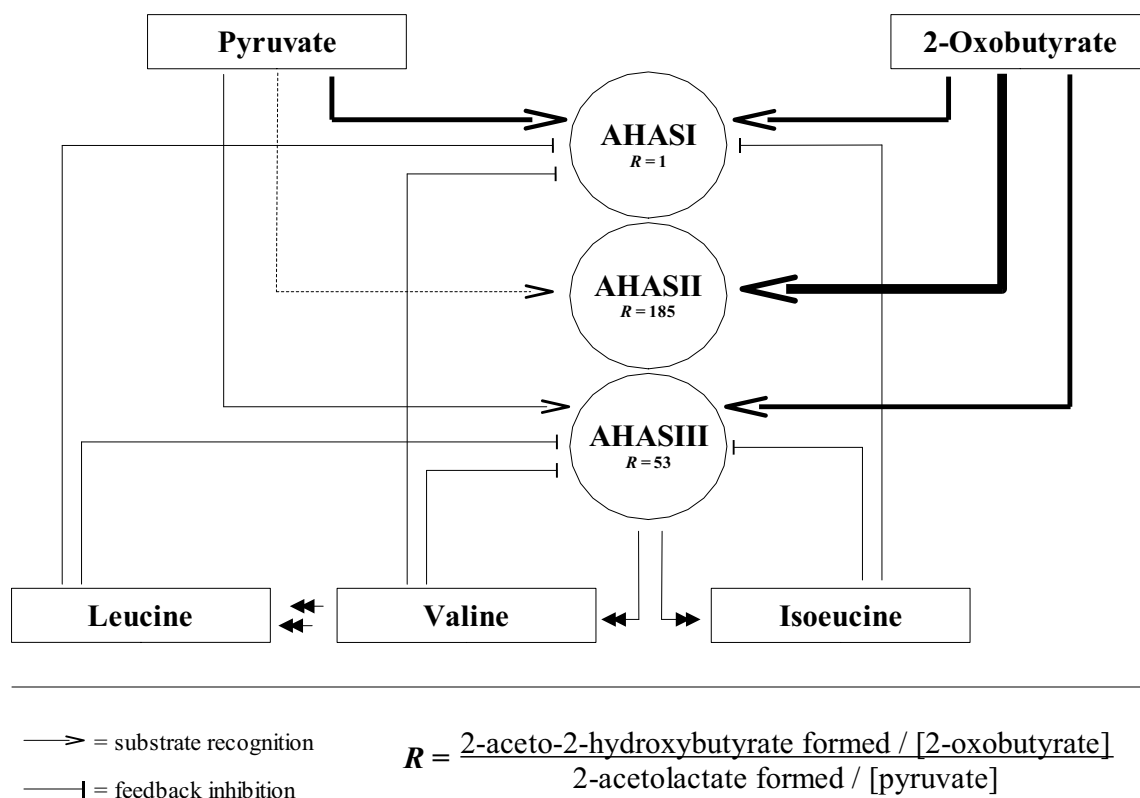 Pyruvate
2-Oxobutyrate
AHASI
R = 1
AHASII
R = 185
AHASIII
R = 53
Leucine
Valine
Isoeucine
= substrate recognition
= feedback inhibition
R = 2-aceto-2-hydroxybutyrate formed / [2-oxobutyrate]
2-acetolactate formed / [pyruvate]